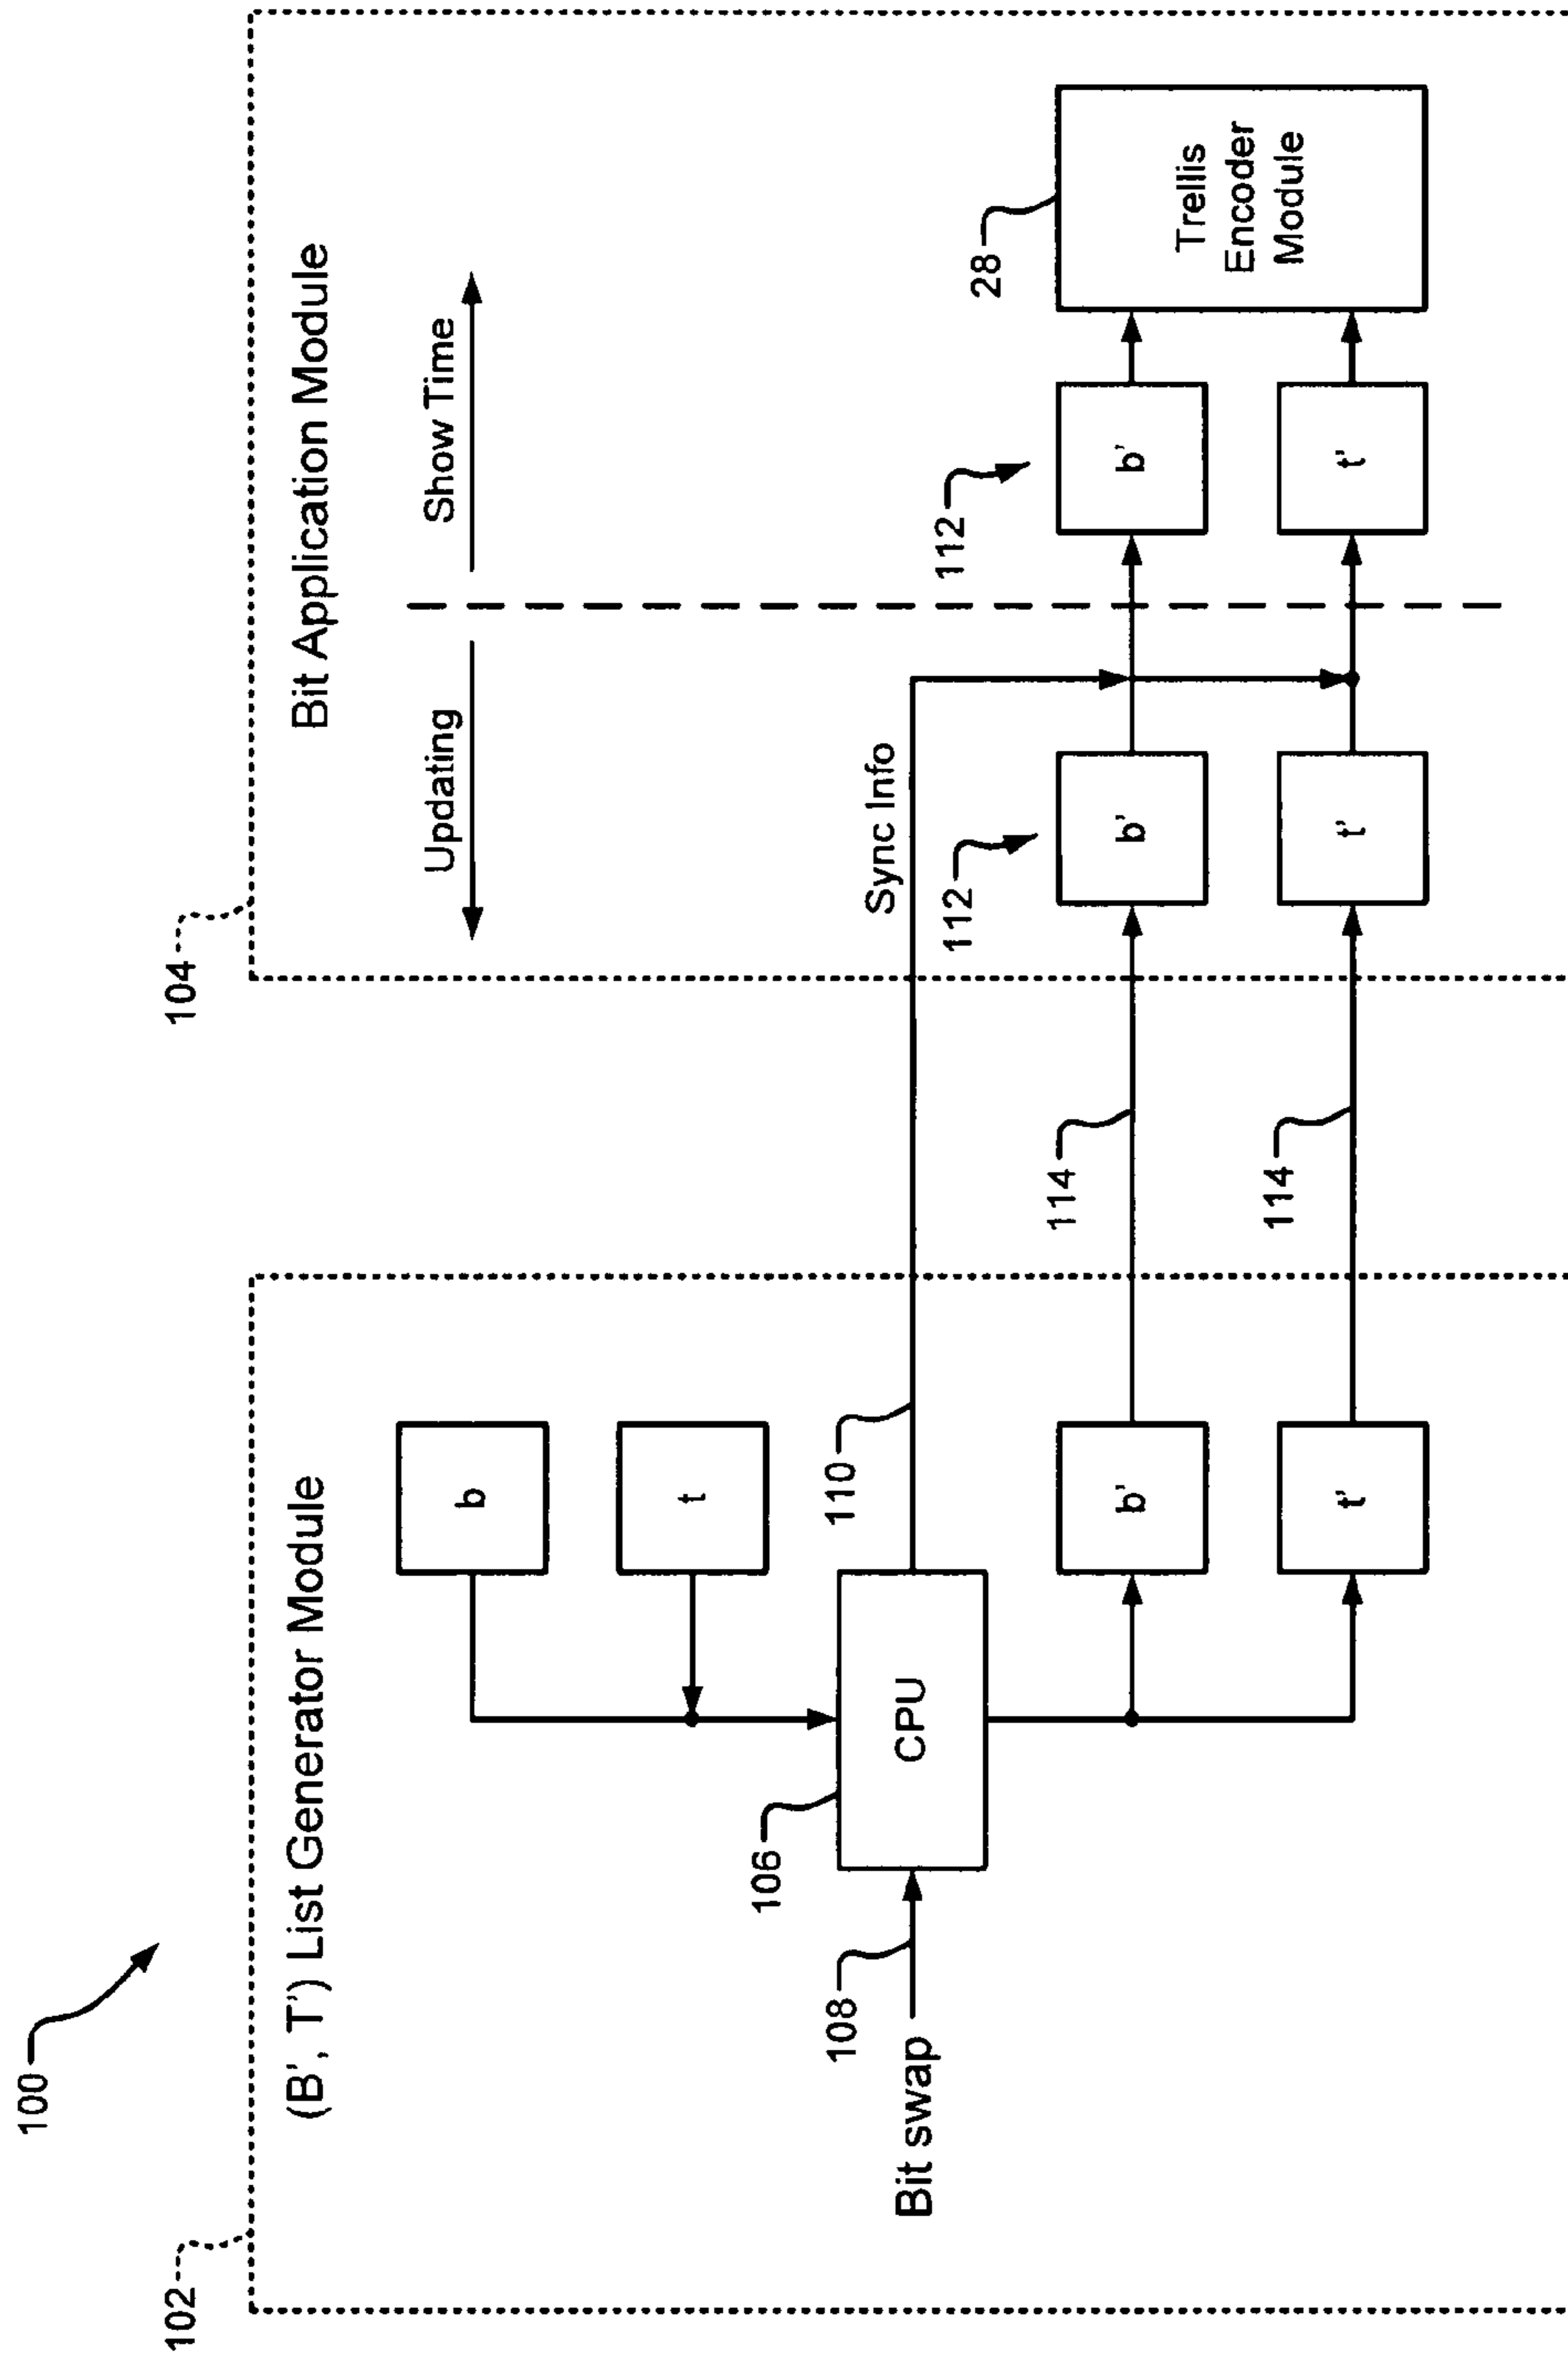 100
102
(B', T') List Generator Module
b
t
106
CPU
108
Bit swap
110
b'
t'
114
114
104
Bit Application Module
Updating
Show Time
Sync Info
112
b'
t'
112
b'
t'
28
Trellis
Encoder
Module